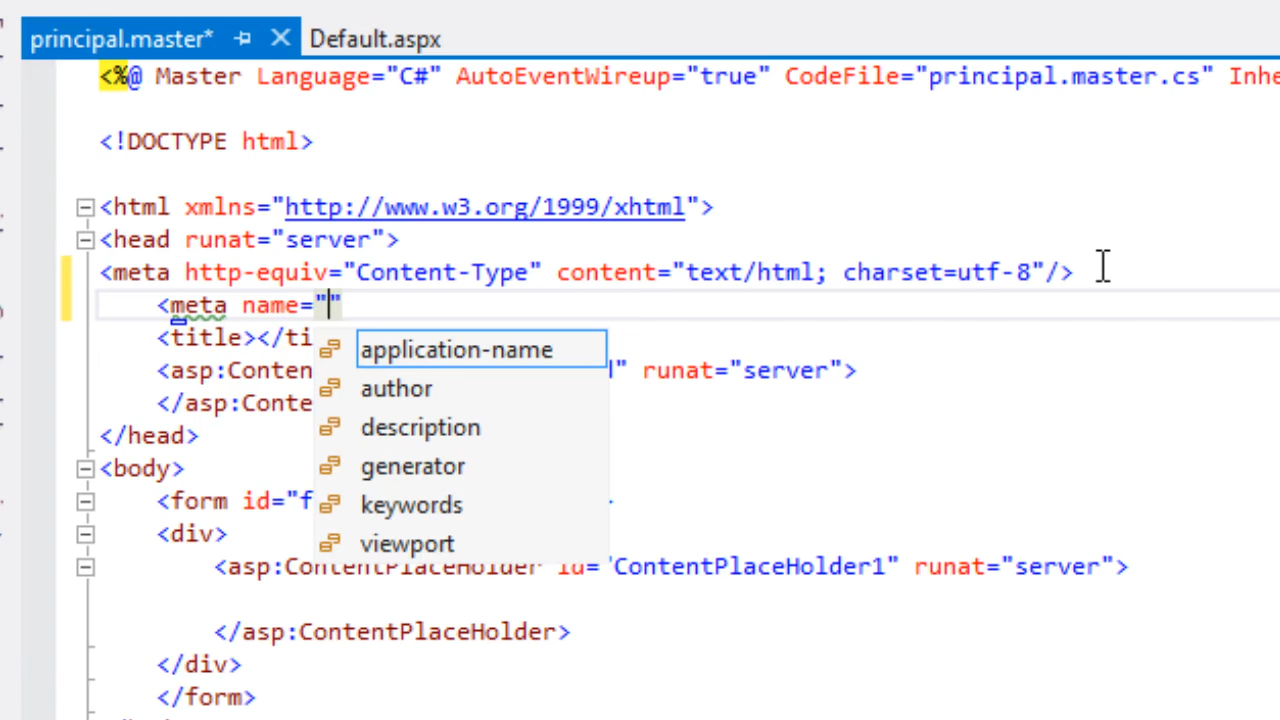 principal.master* Default.aspx
<%@ Master Language="C#" AutoEventWireup="true" CodeFile="principal.master.cs" Inhe
<!DOCTYPE html>
<html xmlns="http://www.w3.org/1999/xhtml">
<head runat="server">
<meta http-equiv="Content-Type" content="text/html; charset=utf-8"/>
<meta name=""
<title></ti
application-name
<asp:Conten " runat="server">
author
</asp:Conte
description
</head>
generator
<body>
keywords
<form id="f >
viewport
<div>
<asp:ContentPlaceHolder id="ContentPlaceHolder1" runat="server">
</asp:ContentPlaceHolder>
</div>
</form>